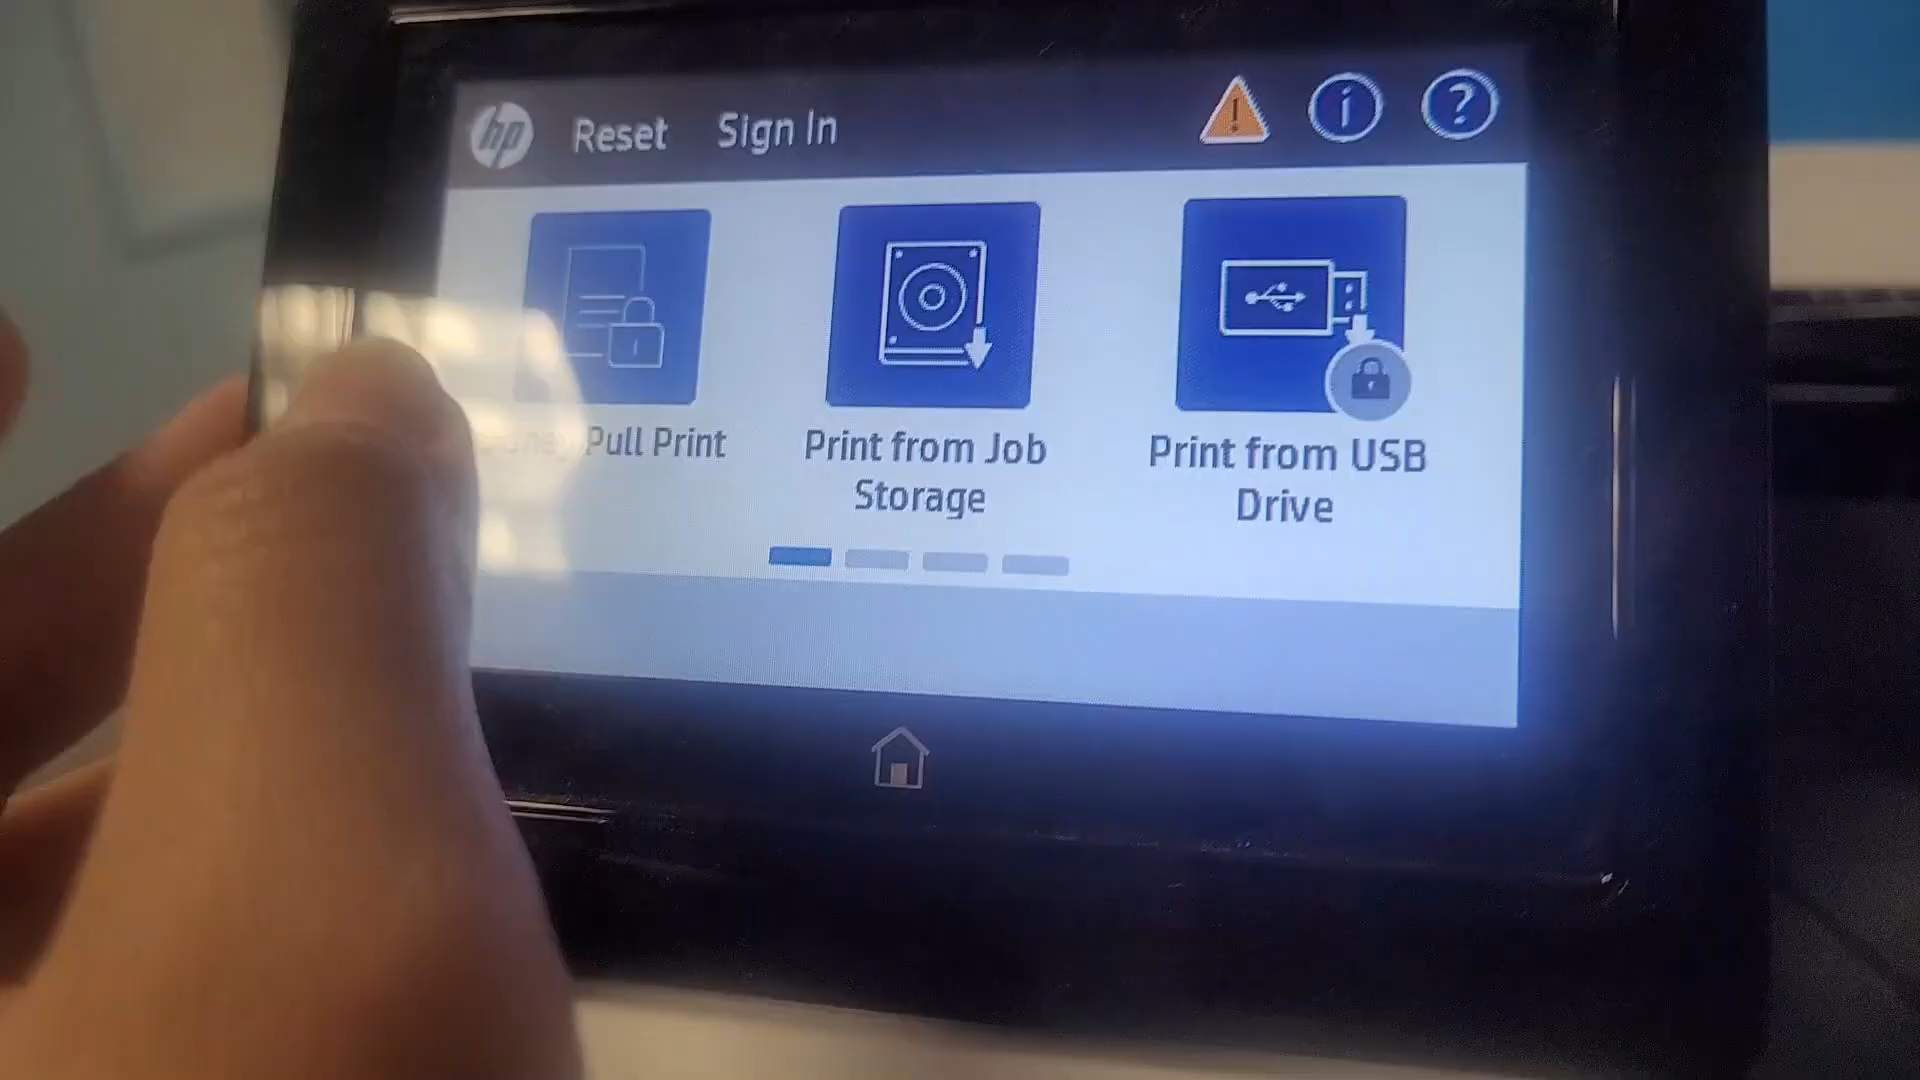 hp Reset Sign In
Pull Print
Print from Job
Storage
Print from USB
Drive